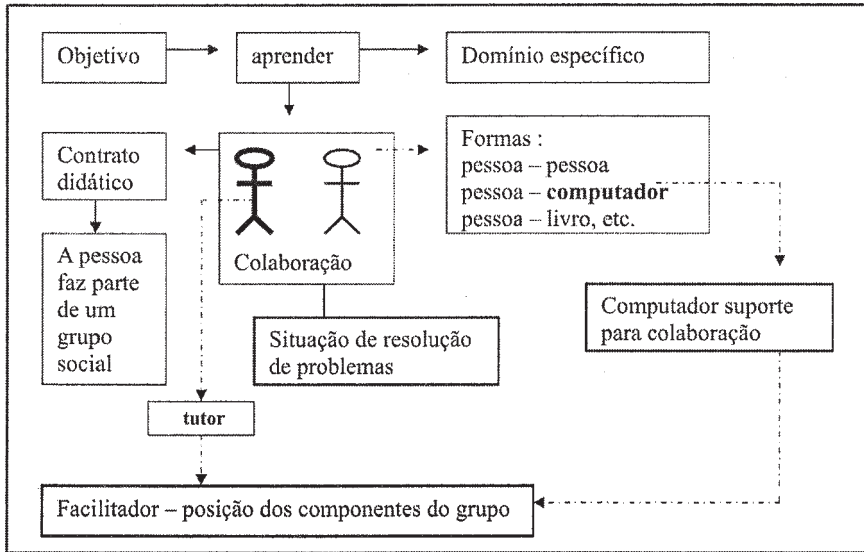 Objetivo
aprender
Domínio específico
Contrato
didático
Formas :
pessoa – pessoa
pessoa – computador
pessoa – livro, etc.
Colaboração
A pessoa
faz parte
de um
grupo
social
Situação de resolução
de problemas
Computador suporte
para colaboração
tutor
Facilitador – posição dos componentes do grupo